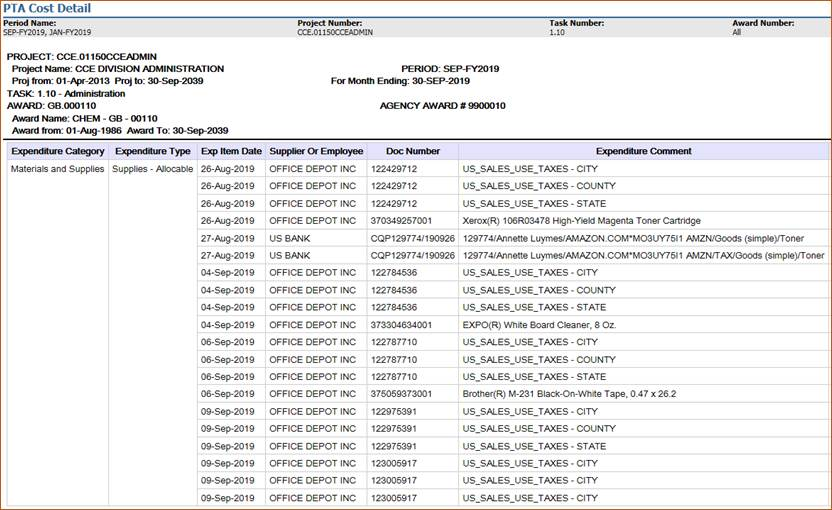 PTA Cost Detail
Period Name: Project Number: Task Number: Award Number:
SEP-FY2019, JAN-FY2019 CCE.01150CCEADMIN 1.10 All
PROJECT: CCE.01150CCEADMIN
Project Name: CCE DIVISION ADMINISTRATION PERIOD: SEP-FY2019
Proj from: 01-Apr-2013 Proj to: 30-Sep-2039 For Month Ending: 30-SEP-2019
TASK: 1.10 - Administration
AWARD: GB.000110 AGENCY AWARD # 9900010
Award Name: CHEM - GB - 00110
Award from: 01-Aug-1986 Award To: 30-Sep-2039
Expenditure Category Expenditure Type Exp Item Date Supplier Or Employee Doc Number Expenditure Comment
Materials and Supplies Supplies - Allocable 26-Aug-2019 OFFICE DEPOT INC 122429712 US_SALES_USE_TAXES - CITY
26-Aug-2019 OFFICE DEPOT INC 122429712 US_SALES_USE_TAXES - COUNTY
26-Aug-2019 OFFICE DEPOT INC 122429712 US_SALES_USE_TAXES - STATE
26-Aug-2019 OFFICE DEPOT INC 370349257001 Xerox(R) 106R03478 High-Yield Magenta Toner Cartridge
27-Aug-2019 US BANK CQP129774/190926 129774/Annette Luymes/AMAZON.COM*MO3UY75I1 AMZN/Goods (simple)/Toner
27-Aug-2019 US BANK CQP129774/190926 129774/Annette Luymes/AMAZON.COM*MO3UY75I1 AMZN/TAX/Goods (simple)/Toner
04-Sep-2019 OFFICE DEPOT INC 122784536 US_SALES_USE_TAXES - CITY
04-Sep-2019 OFFICE DEPOT INC 122784536 US_SALES_USE_TAXES - COUNTY
04-Sep-2019 OFFICE DEPOT INC 122784536 US_SALES_USE_TAXES - STATE
04-Sep-2019 OFFICE DEPOT INC 373304634001 EXPO(R) White Board Cleaner, 8 Oz.
06-Sep-2019 OFFICE DEPOT INC 122787710 US_SALES_USE_TAXES - CITY
06-Sep-2019 OFFICE DEPOT INC 122787710 US_SALES_USE_TAXES - COUNTY
06-Sep-2019 OFFICE DEPOT INC 122787710 US_SALES_USE_TAXES - STATE
06-Sep-2019 OFFICE DEPOT INC 375059373001 Brother(R) M-231 Black-On-White Tape, 0.47 x 26.2
09-Sep-2019 OFFICE DEPOT INC 122975391 US_SALES_USE_TAXES - CITY
09-Sep-2019 OFFICE DEPOT INC 122975391 US_SALES_USE_TAXES - COUNTY
09-Sep-2019 OFFICE DEPOT INC 122975391 US_SALES_USE_TAXES - STATE
09-Sep-2019 OFFICE DEPOT INC 123005917 US_SALES_USE_TAXES - CITY
09-Sep-2019 OFFICE DEPOT INC 123005917 US_SALES_USE_TAXES - CITY
09-Sep-2019 OFFICE DEPOT INC 123005917 US_SALES_USE_TAXES - CITY